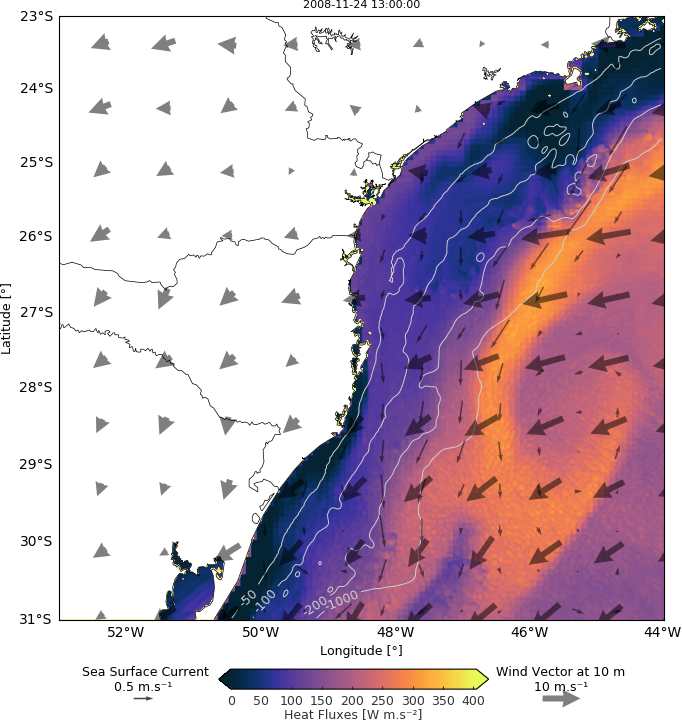 2008-11-24 13:00:00
23°S
24°S
25°S
26°S
27°S
28°S
29°S
30°S
31°S
Latitude [°]
-50
-100
-200
-1000
52°W
50°W
48°W
46°W
44°W
Longitude [°]
Sea Surface Current
0.5 m.s⁻¹
Wind Vector at 10 m
10 m.s⁻¹
0 50 100 150 200 250 300 350 400
Heat Fluxes [W m.s⁻²]